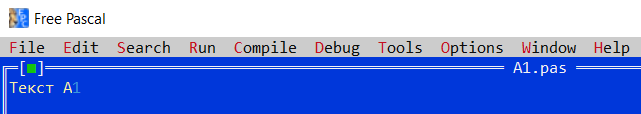 Free Pascal
File Edit Search Run Compile Debug Tools Options Window Help
A1.pas
Текст А1